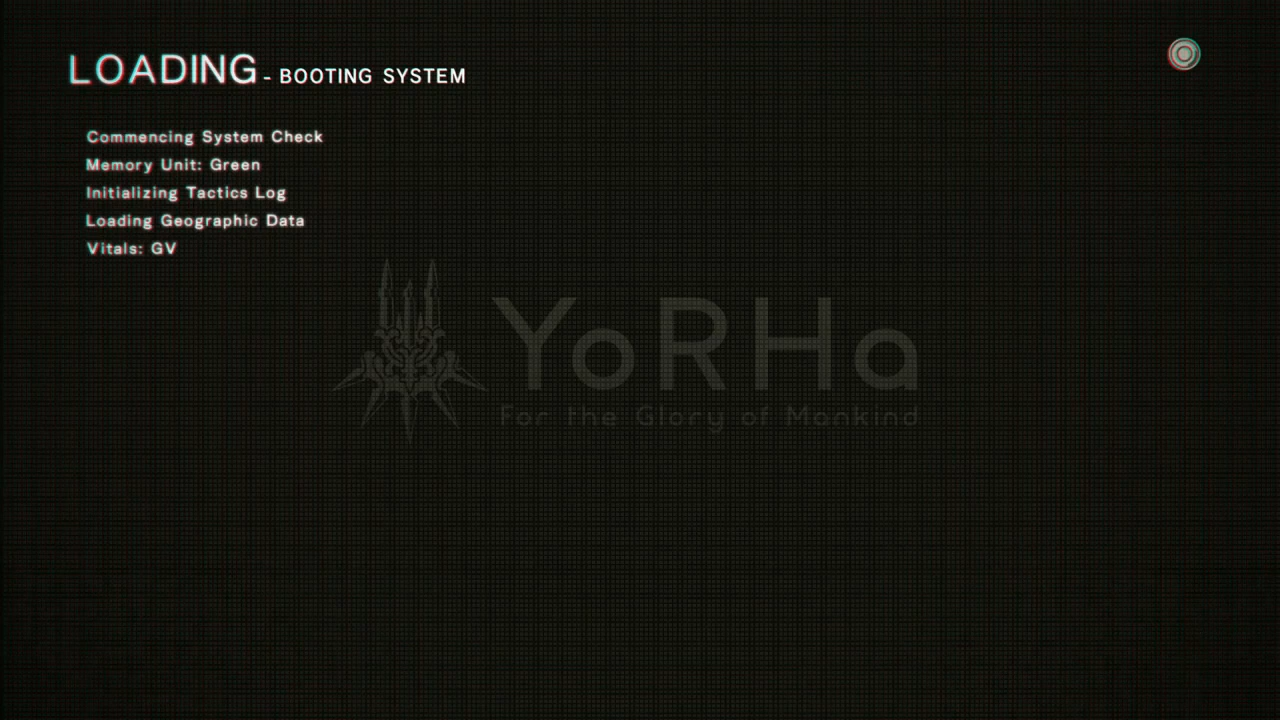 LOADING - BOOTING SYSTEM
Commencing System Check
Memory Unit: Green
Initializing Tactics Log
Loading Geographic Data
Vitals: GV
YoRHa
For the Glory of Mankind